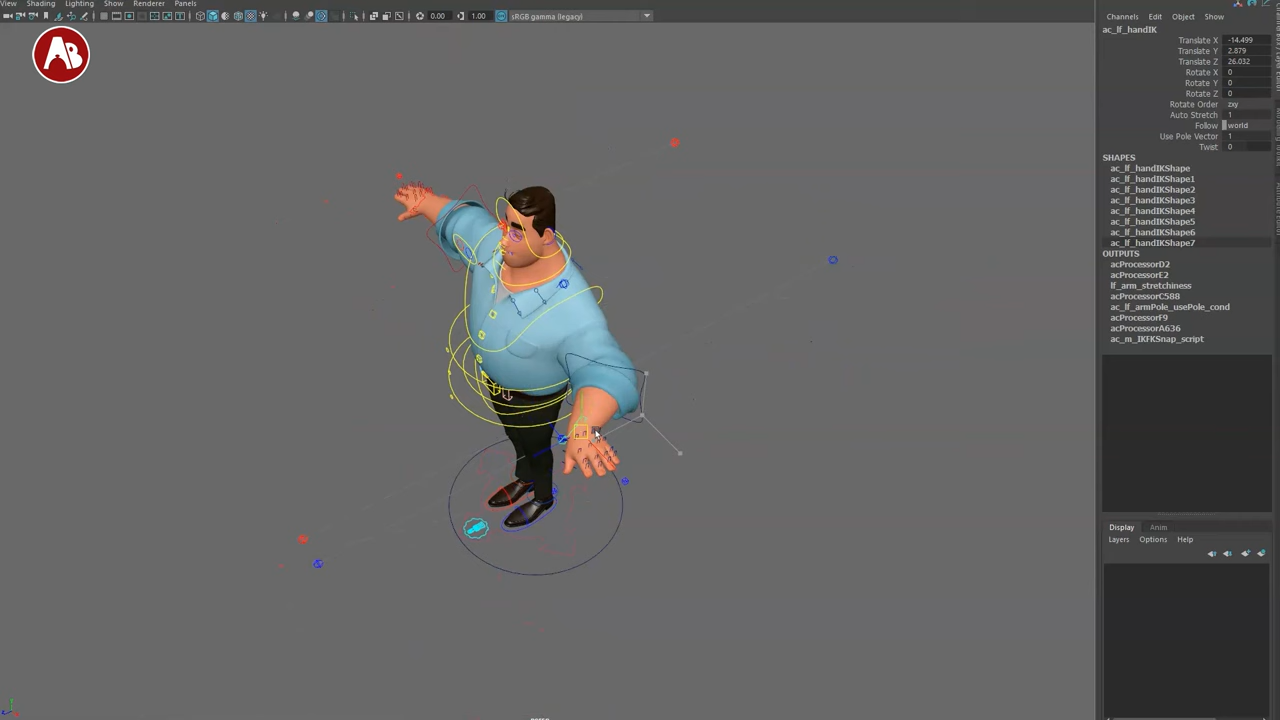 View Shading Lighting Show Renderer Panels
0.00 1.00 sRGB gamma (legacy)
AB
Channels Edit Object Show
ac_lf_handIK
Translate X -14.499
Translate Y 2.879
Translate Z 26.032
Rotate X 0
Rotate Y 0
Rotate Z 0
Rotate Order zxy
Auto Stretch 1
Follow world
Use Pole Vector 1
Twist 0
SHAPES
ac_lf_handIKShape
ac_lf_handIKShape1
ac_lf_handIKShape2
ac_lf_handIKShape3
ac_lf_handIKShape4
ac_lf_handIKShape5
ac_lf_handIKShape6
ac_lf_handIKShape7
OUTPUTS
acProcessorD2
acProcessorE2
lf_arm_stretchiness
acProcessorC588
ac_lf_armPole_usePole_cond
acProcessorF9
acProcessorA636
ac_m_IKFKSnap_script
Display Anim
Layers Options Help